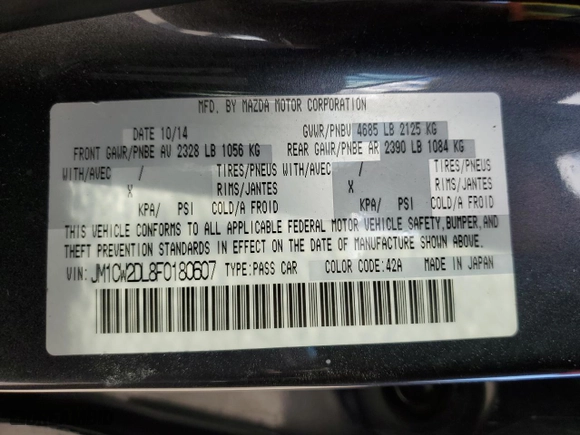 MFD. BY MAZDA MOTOR CORPORATION
DATE 10/14 GVWR/PNBV 4685 LB 2125 KG
FRONT GAWR/PNBE AV 2328 LB 1056 KG REAR GAWR/PNBE AR 2390 LB 1084 KG
WITH/AVEC / TIRES/PNEUS WITH/AVEC / TIRES/PNEUS
X RIMS/JANTES X RIMS/JANTES
KPA/ PSI COLD/A FROID KPA/ PSI COLD/A FROID
THIS VEHICLE CONFORMS TO ALL APPLICABLE FEDERAL MOTOR VEHICLE SAFETY, BUMPER, AND
THEFT PREVENTION STANDARDS IN EFFECT ON THE DATE OF MANUFACTURE SHOWN ABOVE.
VIN: JM1CW2DL8F0180607 TYPE: PASS CAR COLOR CODE: 42A MADE IN JAPAN